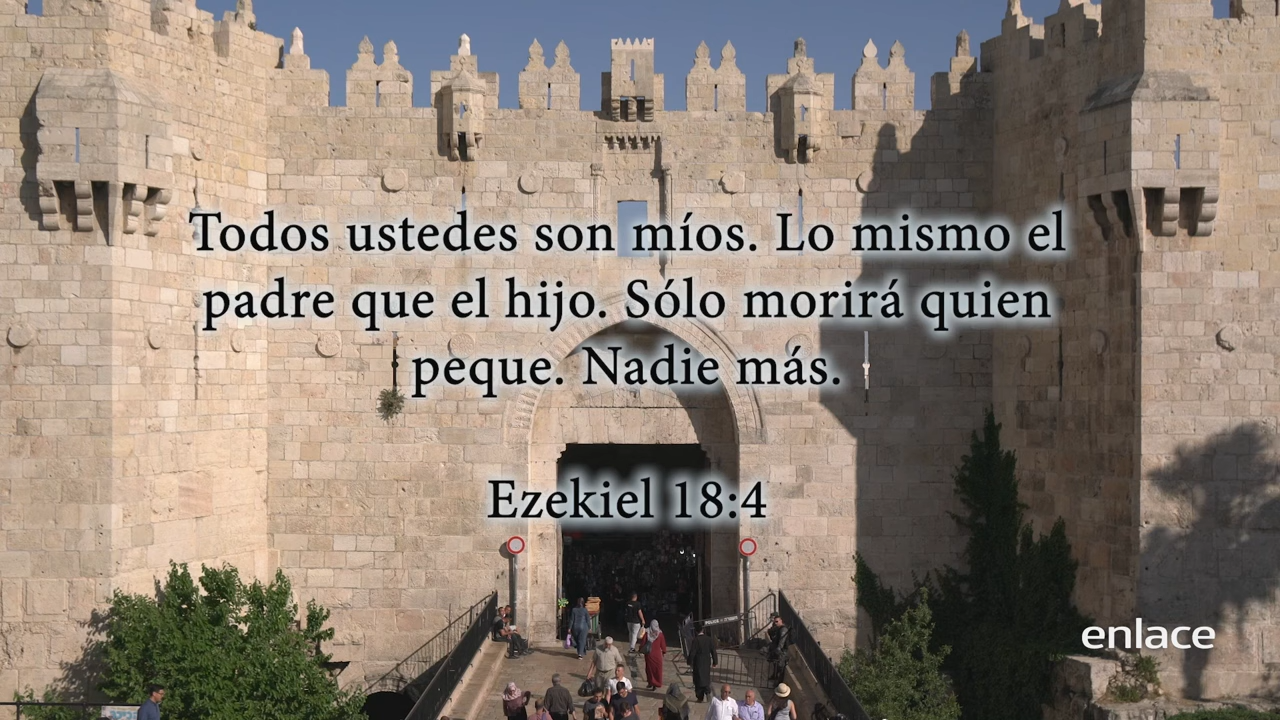 Todos ustedes son míos. Lo mismo el
padre que el hijo. Sólo morirá quien
peque. Nadie más.
Ezekiel 18:4
enlace